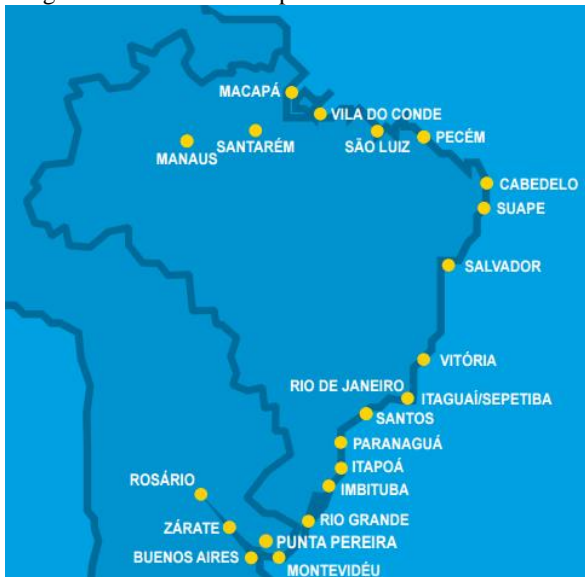 MACAPÁ
VILA DO CONDE
SANTARÉM
SÃO LUIZ
PECÉM
MANAUS
CABEDELO
SUAPE
SALVADOR
VITÓRIA
RIO DE JANEIRO
ITAGUAÍ/SEPETIBA
SANTOS
PARANAGUÁ
ITAPOÁ
ROSÁRIO
IMBITUBA
RIO GRANDE
ZÁRATE
PUNTA PEREIRA
BUENOS AIRES
MONTEVIDÉU